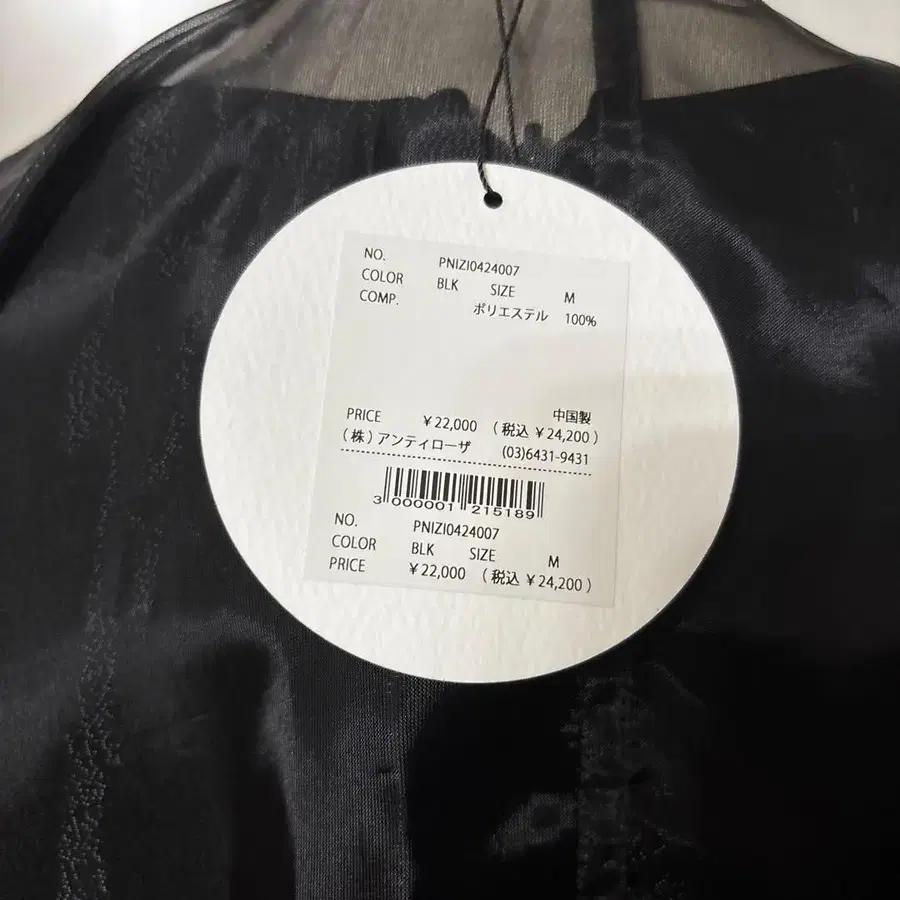 NO. PNIZI0424007
COLOR BLK SIZE M
COMP. ポリエステル 100%
中国製
PRICE ¥22,000 (税込 ¥24,200)
(株)アンティローザ (03)6431-9431
3 000001 215189
NO. PNIZI0424007
COLOR BLK SIZE M
PRICE ¥22,000 (税込 ¥24,200)